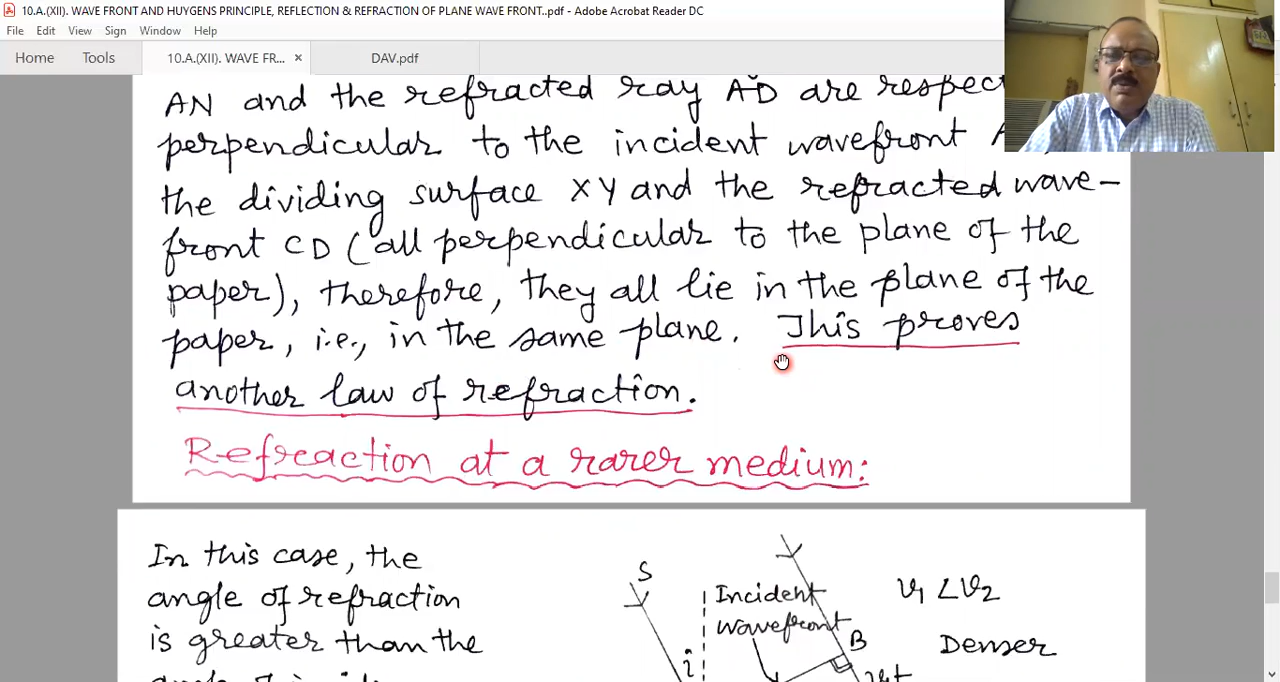 10.A.(XII). WAVE FRONT AND HUYGENS PRINCIPLE, REFLECTION & REFRACTION OF PLANE WAVE FRONT..pdf - Adobe Acrobat Reader DC
File Edit View Sign Window Help
Home Tools 10.A.(XII). WAVE FR... × DAV.pdf
AN and the refracted ray AD are
perpendicular to the incident wavefront
the dividing surface XY and the refracted wave-
front CD (all perpendicular to the plane of the
paper), therefore, they all lie in the plane of the
paper, i.e., in the same plane. This proves
another law of refraction.
Refraction at a rarer medium:
In this case, the
angle of refraction
is greater than the
S
Incident
wavefront
B
i
v1 < v2
Denser